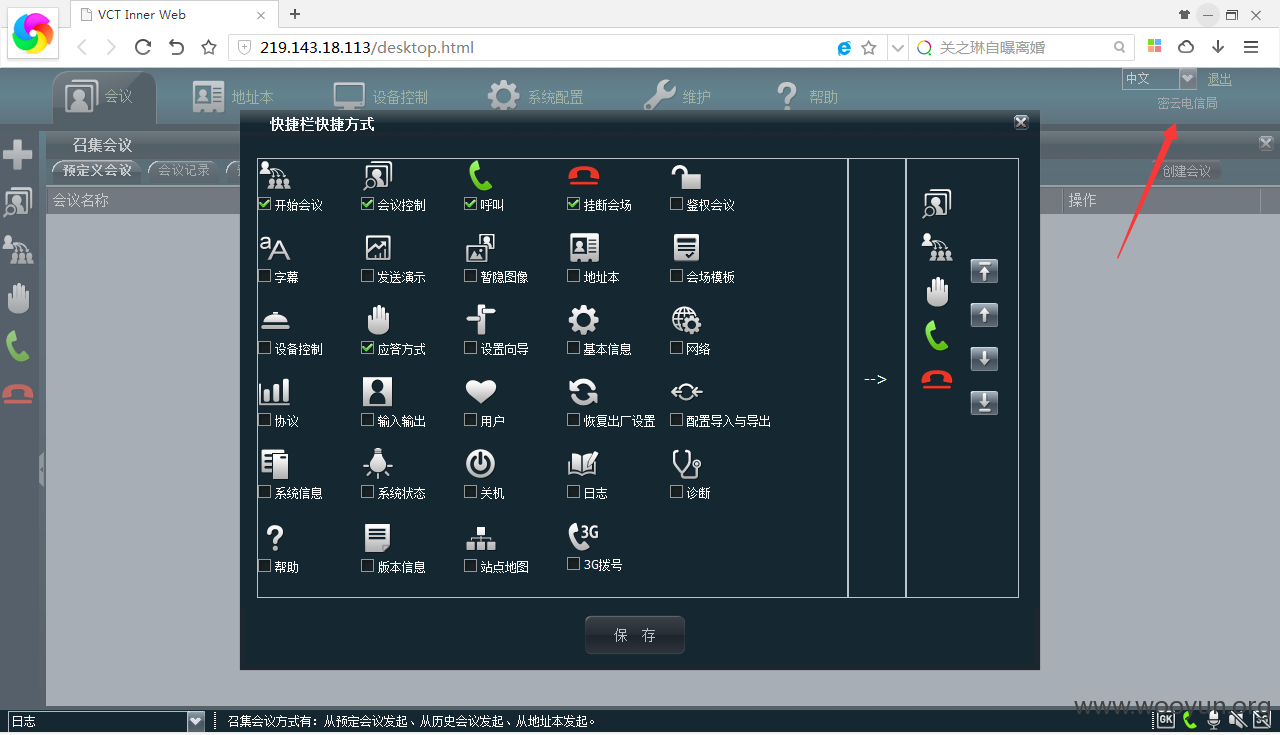 VCT Inner Web
219.143.18.113/desktop.html
关之琳自曝离婚
会议
地址本
设备控制
系统配置
维护
帮助
中文
退出
密云电信局
召集会议
预定义会议
会议记录
创建会议
会议名称
操作
快捷栏快捷方式
开始会议
会议控制
呼叫
挂断会场
鉴权会议
字幕
发送演示
暂隐图像
地址本
会场模板
设备控制
应答方式
设置向导
基本信息
网络
协议
输入输出
用户
恢复出厂设置
配置导入与导出
系统信息
系统状态
关机
日志
诊断
帮助
版本信息
站点地图
3G
3G拨号
-->
保 存
日志
召集会议方式有：从预定会议发起、从历史会议发起、从地址本发起。
GK
www.wooyun.org